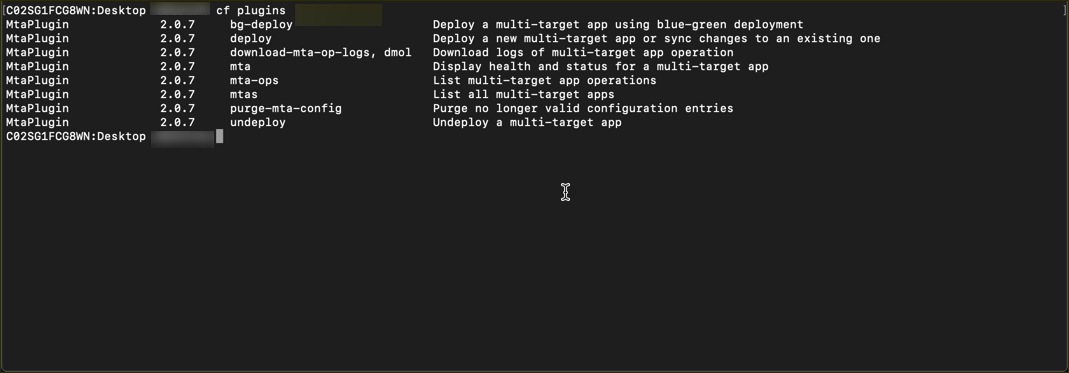 [C02SG1FCG8WN:Desktop cf plugins ]
MtaPlugin 2.0.7 bg-deploy Deploy a multi-target app using blue-green deployment
MtaPlugin 2.0.7 deploy Deploy a new multi-target app or sync changes to an existing one
MtaPlugin 2.0.7 download-mta-op-logs, dmol Download logs of multi-target app operation
MtaPlugin 2.0.7 mta Display health and status for a multi-target app
MtaPlugin 2.0.7 mta-ops List multi-target app operations
MtaPlugin 2.0.7 mtas List all multi-target apps
MtaPlugin 2.0.7 purge-mta-config Purge no longer valid configuration entries
MtaPlugin 2.0.7 undeploy Undeploy a multi-target app
C02SG1FCG8WN:Desktop